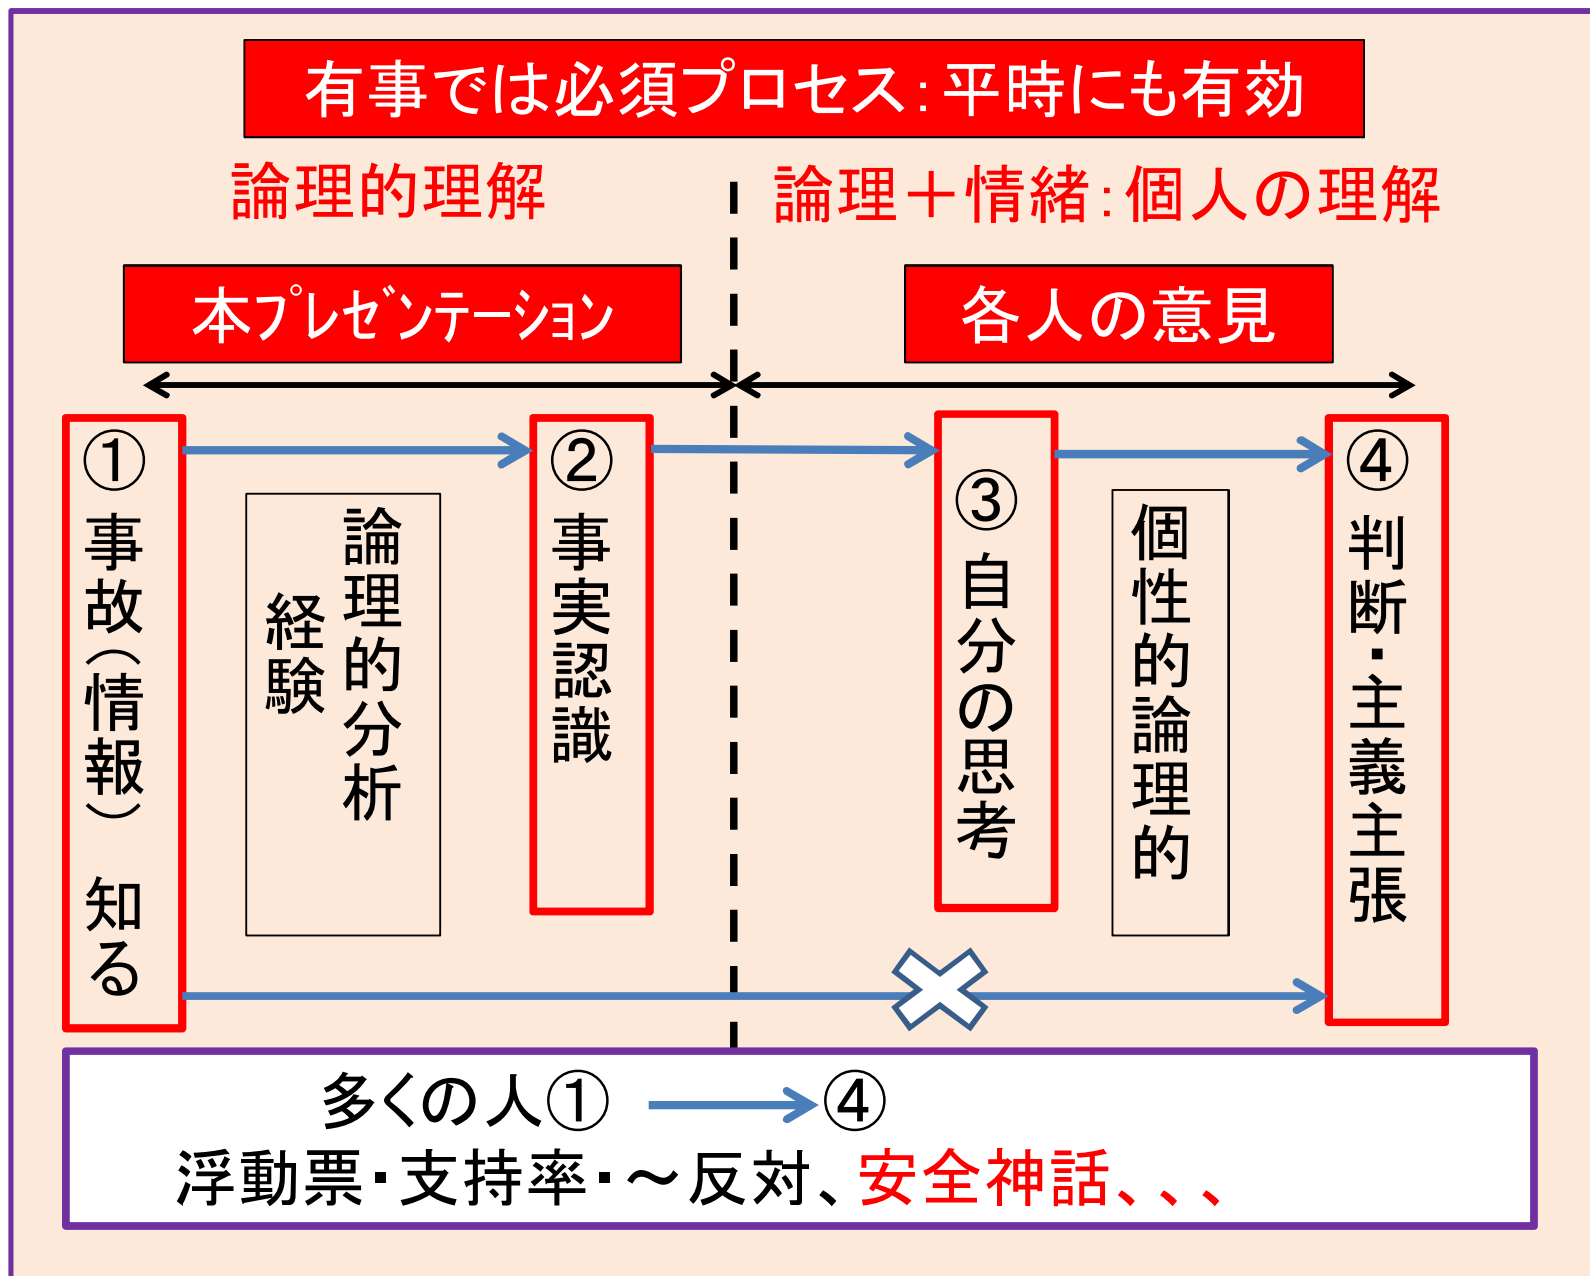 有事では必須プロセス:平時にも有効
論理的理解
論理+情緒:個人の理解
本プレゼンテーション
各人の意見
①事故(情報) 知る
論理的分析
経験
②事実認識
③自分の思考
個性的論理的
④判断・主義主張
多くの人① ④
浮動票・支持率・~反対、安全神話、、、